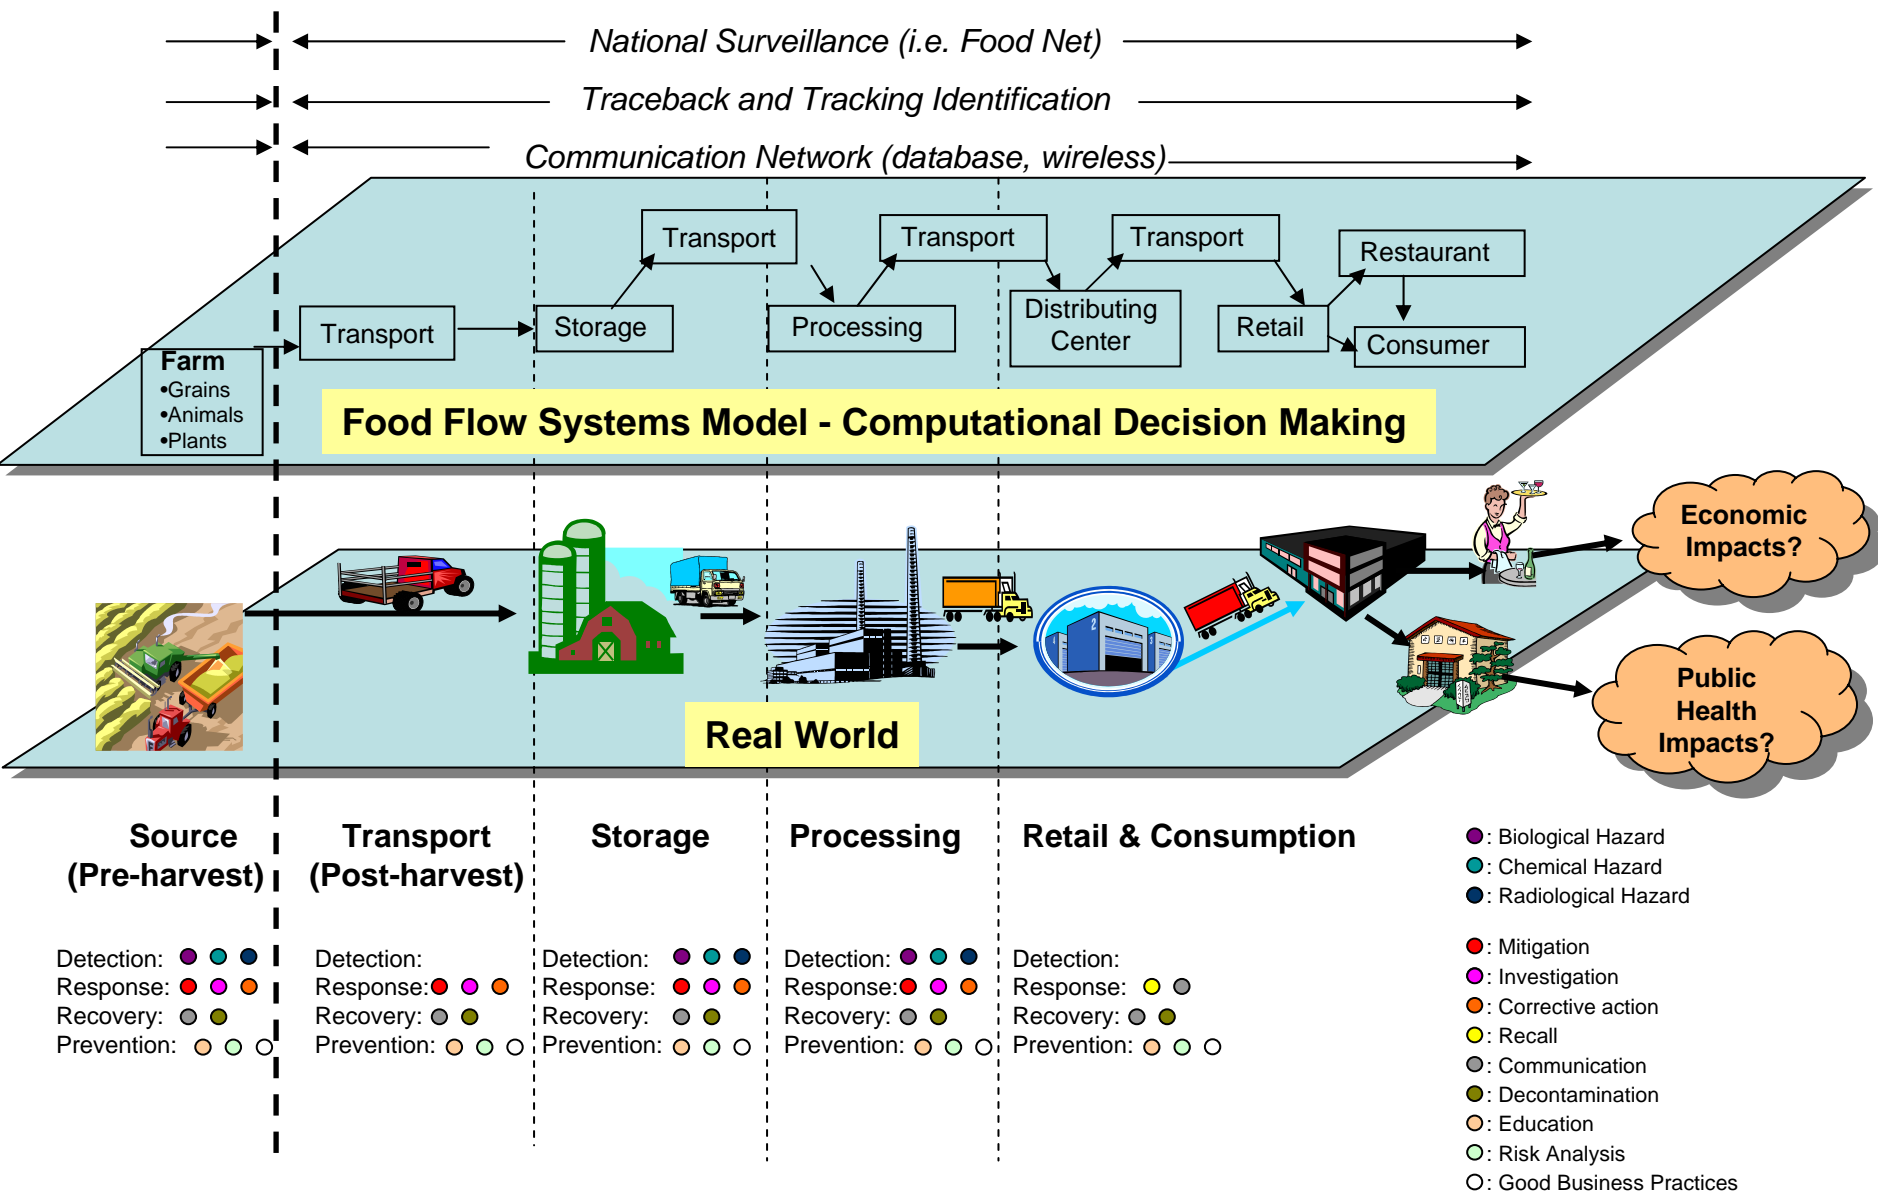 National Surveillance (i.e. Food Net)
Traceback and Tracking Identification
Communication Network (database, wireless)
Transport
Transport
Transport
Restaurant
Transport
Storage
Processing
Distributing
Center
Retail
Consumer
Farm
•Grains
•Animals
•Plants
Food Flow Systems Model - Computational Decision Making
Economic
Impacts?
2
Public
Health
Impacts?
Real World
Source
(Pre-harvest)
Transport
(Post-harvest)
Storage
Processing
Retail & Consumption
Detection:
Response:
Recovery:
Prevention:
Detection:
Response:
Recovery:
Prevention:
Detection:
Response:
Recovery:
Prevention:
Detection:
Response:
Recovery:
Prevention:
Detection:
Response:
Recovery:
Prevention:
: Biological Hazard
: Chemical Hazard
: Radiological Hazard
: Mitigation
: Investigation
: Corrective action
: Recall
: Communication
: Decontamination
: Education
: Risk Analysis
: Good Business Practices